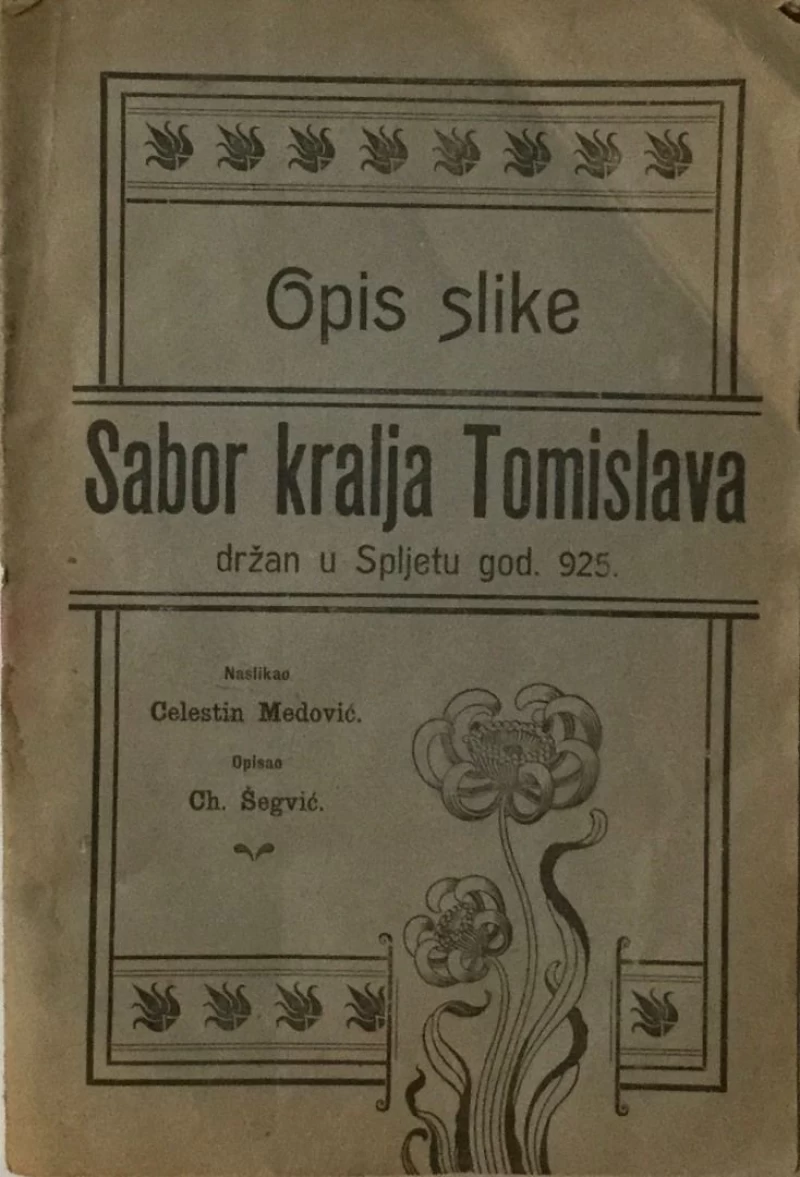 Opis slike
Sabor kralja Tomislava
držan u Spljetu god. 925.
Naslikao
Celestin Medović.
Opisao
Ch. Šegvić.